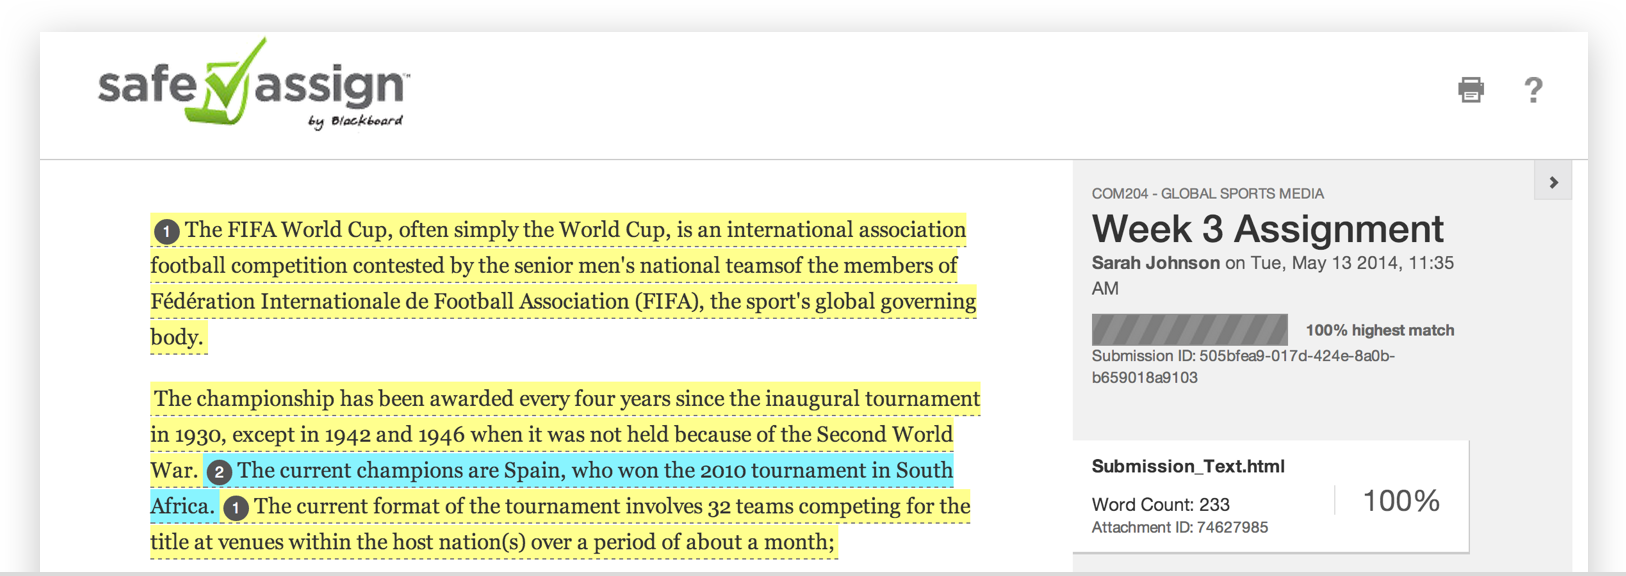 safe assign™
by Blackboard
?
1 The FIFA World Cup, often simply the World Cup, is an international association
football competition contested by the senior men's national teamsof the members of
Fédération Internationale de Football Association (FIFA), the sport's global governing
body.
The championship has been awarded every four years since the inaugural tournament
in 1930, except in 1942 and 1946 when it was not held because of the Second World
War. 2 The current champions are Spain, who won the 2010 tournament in South
Africa. 1 The current format of the tournament involves 32 teams competing for the
title at venues within the host nation(s) over a period of about a month;
COM204 - GLOBAL SPORTS MEDIA
Week 3 Assignment
Sarah Johnson on Tue, May 13 2014, 11:35
AM
100% highest match
Submission ID: 505bfea9-017d-424e-8a0b-
b659018a9103
Submission_Text.html
Word Count: 233
Attachment ID: 74627985
100%